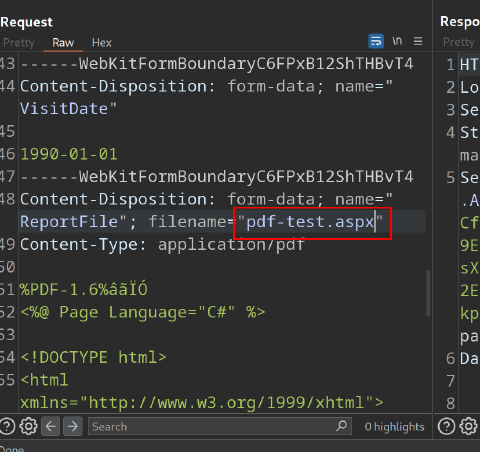 Request
Respo
Pretty Raw Hex
\n
Pretty
43 ------WebKitFormBoundaryC6FPxB12ShTHBvT4
44 Content-Disposition: form-data; name="
VisitDate"
45
46 1990-01-01
47 ------WebKitFormBoundaryC6FPxB12ShTHBvT4
48 Content-Disposition: form-data; name="
ReportFile"; filename="pdf-test.aspx"
49 Content-Type: application/pdf
50
51 %PDF-1.6%âãÏÓ
52 <%@ Page Language="C#" %>
53
54 <!DOCTYPE html>
55 <html
xmlns="http://www.w3.org/1999/xhtml">
1 HT
2 Lo
3 Se
4 St
ma
5 Se
.A
Cf
9E
sX
2E
kp
pa
6 Da
7
8
Search
0 highlights
Done